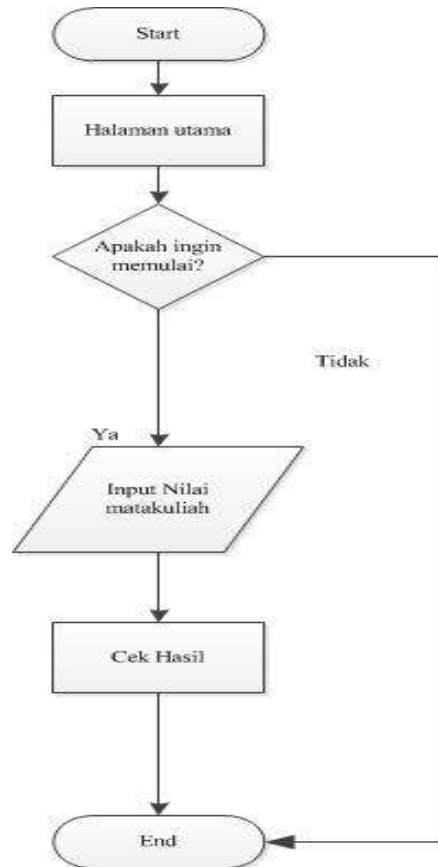 Start
Halaman utama
Apakah ingin
memulai?
Tidak
Ya
Input Nilai
matakuliah
Cek Hasil
End